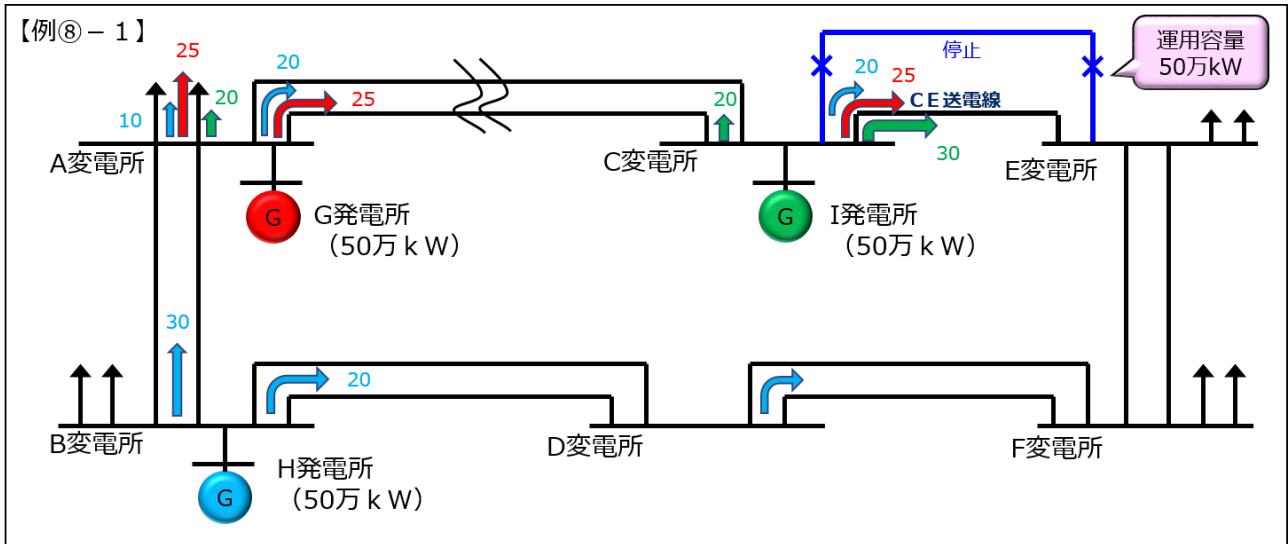 【例⑧－１】
25
20
10
A変電所
20
25
G
G発電所
（50万ｋW）
20
C変電所
停止
20
25
ＣＥ送電線
30
G
I発電所
（50万ｋW）
運用容量
50万kW
E変電所
30
B変電所
20
G
H発電所
（50万ｋW）
D変電所
F変電所